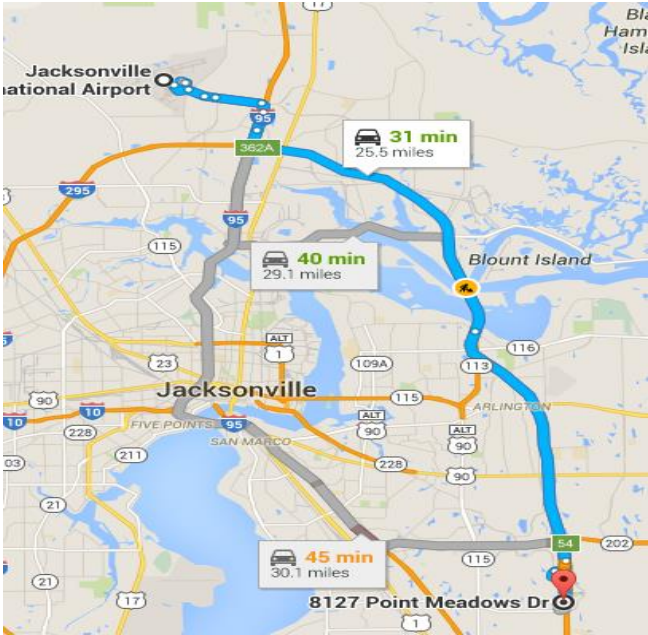 Bla
Ham
Isla
Jacksonville
national Airport
95
362A
31 min
25.5 miles
295
95
115
40 min
29.1 miles
Blount Island
ALT
1
23
109A
116
113
Jacksonville
115
ARLINGTON
90
10
10
FIVE POINTS
95
SAN MARCO
ALT
90
ALT
90
228
211
228
90
03
21
54
202
45 min
30.1 miles
115
21
17
8127 Point Meadows Dr
1